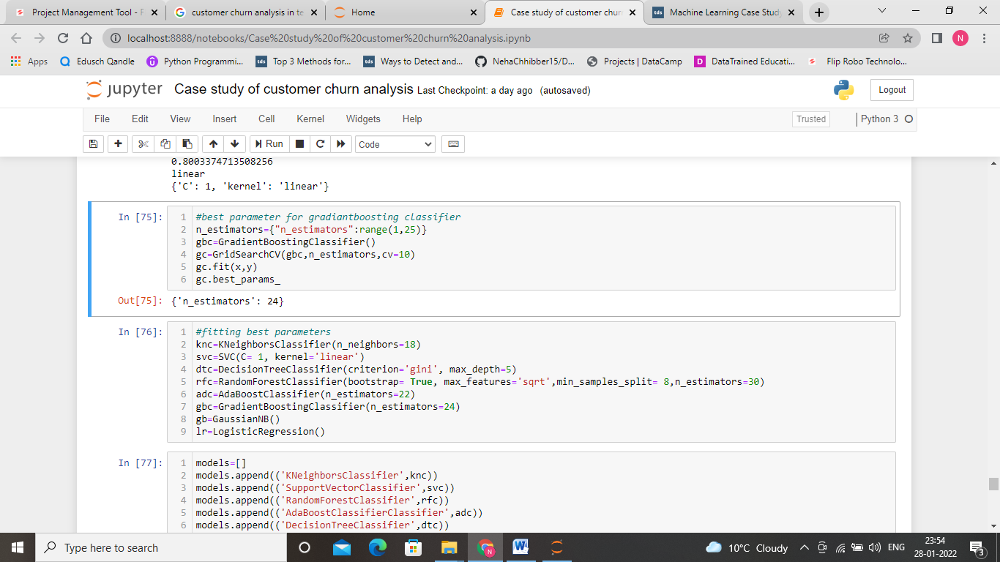 Project Management Tool - F
customer churn analysis in te
Home
Case study of customer churn
Machine Learning Case Study
localhost:8888/notebooks/Case%20study%20of%20customer%20churn%20analysis.ipynb
N
Apps
Edusch Qandle
Python Programmi...
tds Top 3 Methods for...
tds Ways to Detect and...
NehaChhibber15/D...
Projects | DataCamp
D DataTrained Educati...
Flip Robo Technolo...
jupyter Case study of customer churn analysis Last Checkpoint: a day ago (autosaved)
Logout
File Edit View Insert Cell Kernel Widgets Help
Trusted
Python 3
Run
Code
0.8003374713508256
linear
{'C': 1, 'kernel': 'linear'}
In [75]:
1 #best parameter for gradiantboosting classifier
2 n_estimators={"n_estimators":range(1,25)}
3 gbc=GradientBoostingClassifier()
4 gc=GridSearchCV(gbc,n_estimators,cv=10)
5 gc.fit(x,y)
6 gc.best_params_
Out[75]: {'n_estimators': 24}
In [76]:
1 #fitting best parameters
2 knc=KNeighborsClassifier(n_neighbors=18)
3 svc=SVC(C= 1, kernel='linear')
4 dtc=DecisionTreeClassifier(criterion='gini', max_depth=5)
5 rfc=RandomForestClassifier(bootstrap= True, max_features='sqrt',min_samples_split= 8,n_estimators=30)
6 adc=AdaBoostClassifier(n_estimators=22)
7 gbc=GradientBoostingClassifier(n_estimators=24)
8 gb=GaussianNB()
9 lr=LogisticRegression()
In [77]:
1 models=[]
2 models.append(('KNeighborsClassifier',knc))
3 models.append(('SupportVectorClassifier',svc))
4 models.append(('RandomForestClassifier',rfc))
5 models.append(('AdaBoostClassifierClassifier',adc))
6 models.append(('DecisionTreeClassifier',dtc))
Type here to search
10°C Cloudy
ENG
23:54
28-01-2022
3